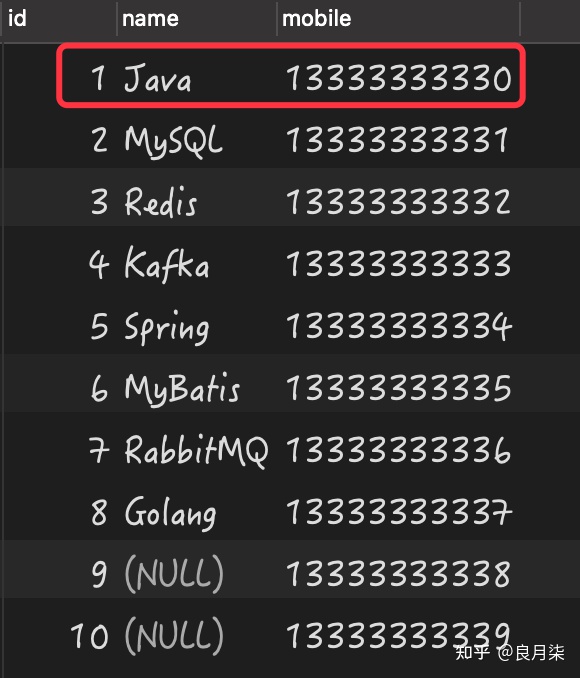 id name mobile
1 Java 13333333330
2 MySQL 13333333331
3 Redis 13333333332
4 Kafka 13333333333
5 Spring 13333333334
6 MyBatis 13333333335
7 RabbitMQ 13333333336
8 Golang 13333333337
9 (NULL) 13333333338
10 (NULL) 13333333339
知乎 @良月柒